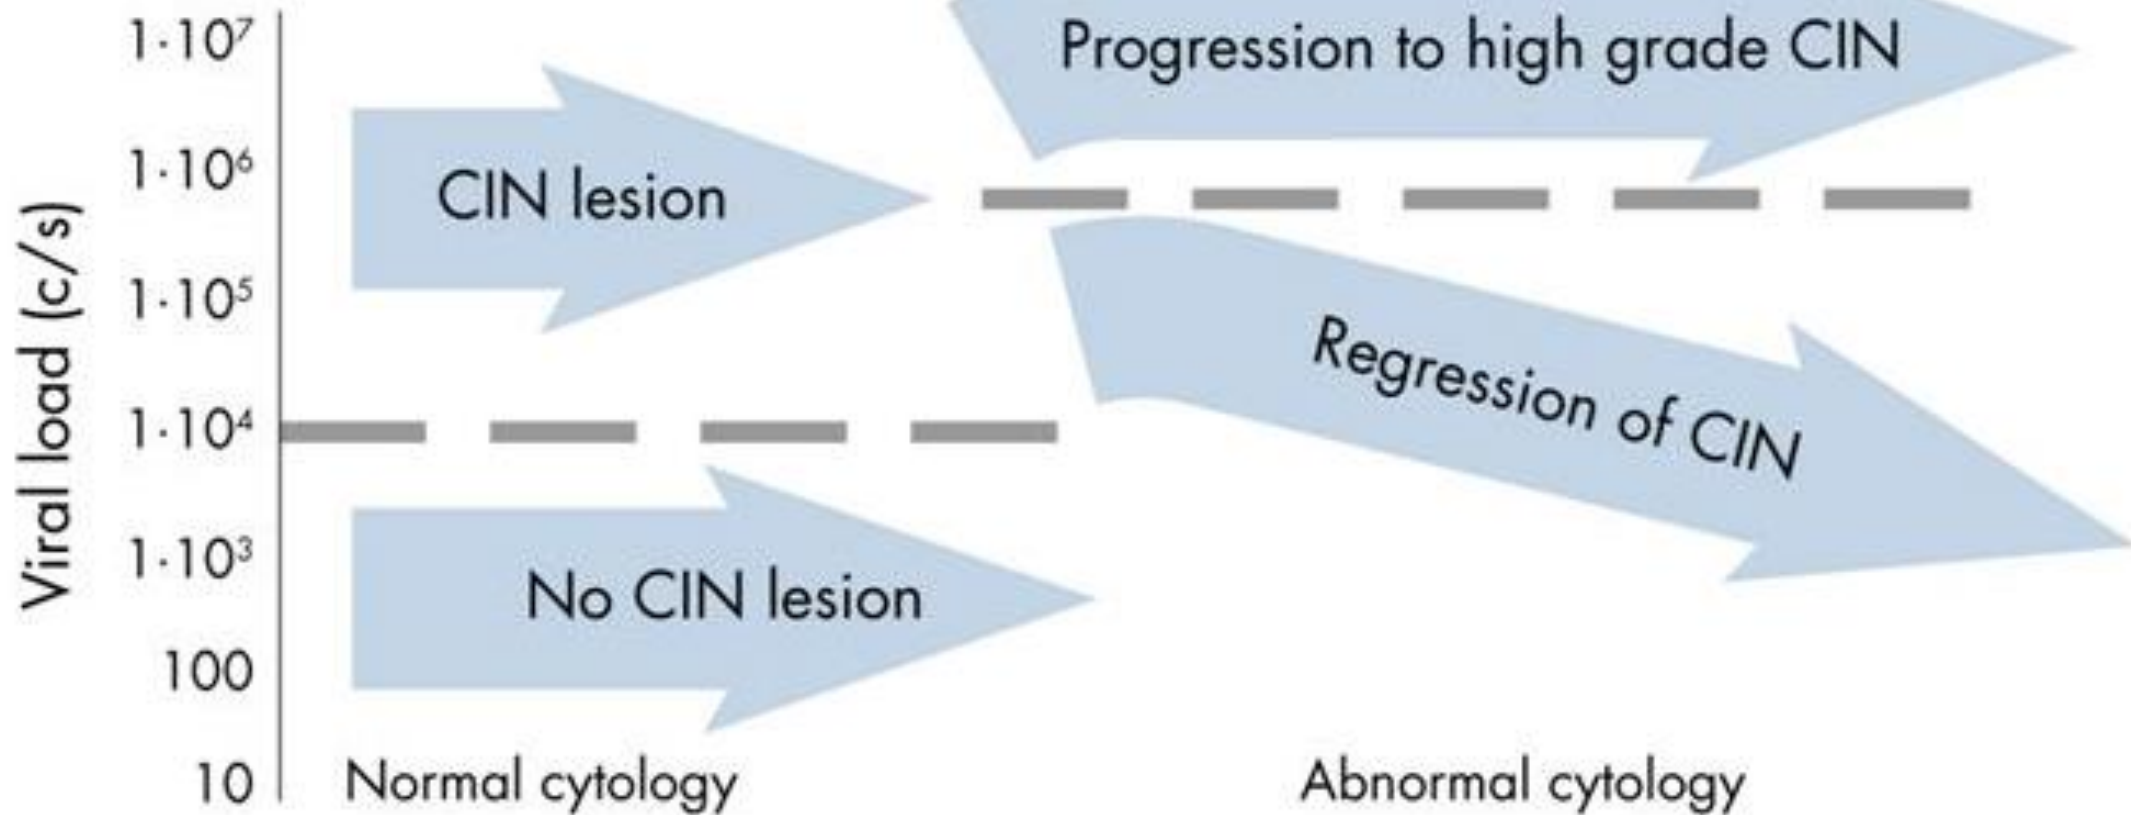 Viral load (c/s)
1·10⁷
1·10⁶
1·10⁵
1·10⁴
1·10³
100
10
Progression to high grade CIN
CIN lesion
Regression of CIN
No CIN lesion
Normal cytology
Abnormal cytology